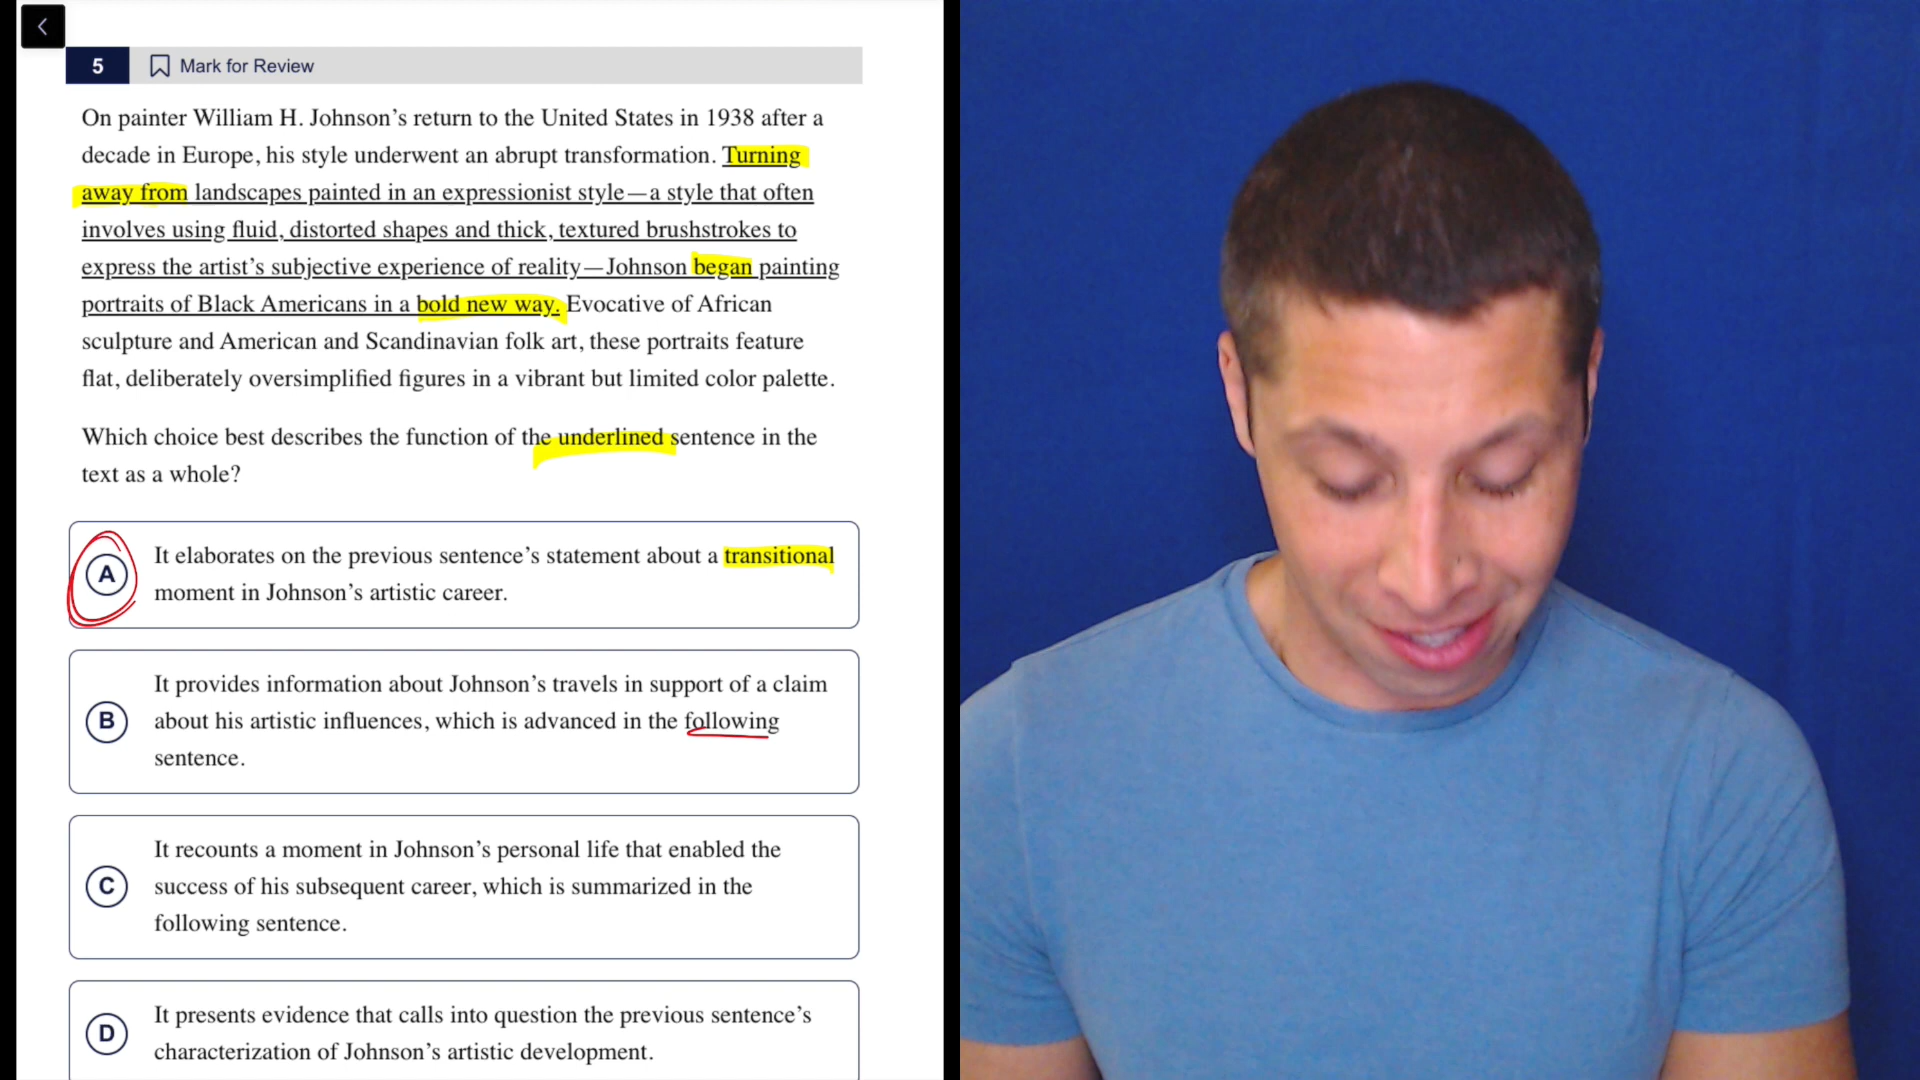 5 Mark for Review
On painter William H. Johnson’s return to the United States in 1938 after a
decade in Europe, his style underwent an abrupt transformation. Turning
away from landscapes painted in an expressionist style—a style that often
involves using fluid, distorted shapes and thick, textured brushstrokes to
express the artist’s subjective experience of reality—Johnson began painting
portraits of Black Americans in a bold new way. Evocative of African
sculpture and American and Scandinavian folk art, these portraits feature
flat, deliberately oversimplified figures in a vibrant but limited color palette.
Which choice best describes the function of the underlined sentence in the
text as a whole?
A
It elaborates on the previous sentence’s statement about a transitional
moment in Johnson’s artistic career.
B
It provides information about Johnson’s travels in support of a claim
about his artistic influences, which is advanced in the following
sentence.
C
It recounts a moment in Johnson’s personal life that enabled the
success of his subsequent career, which is summarized in the
following sentence.
D
It presents evidence that calls into question the previous sentence’s
characterization of Johnson’s artistic development.